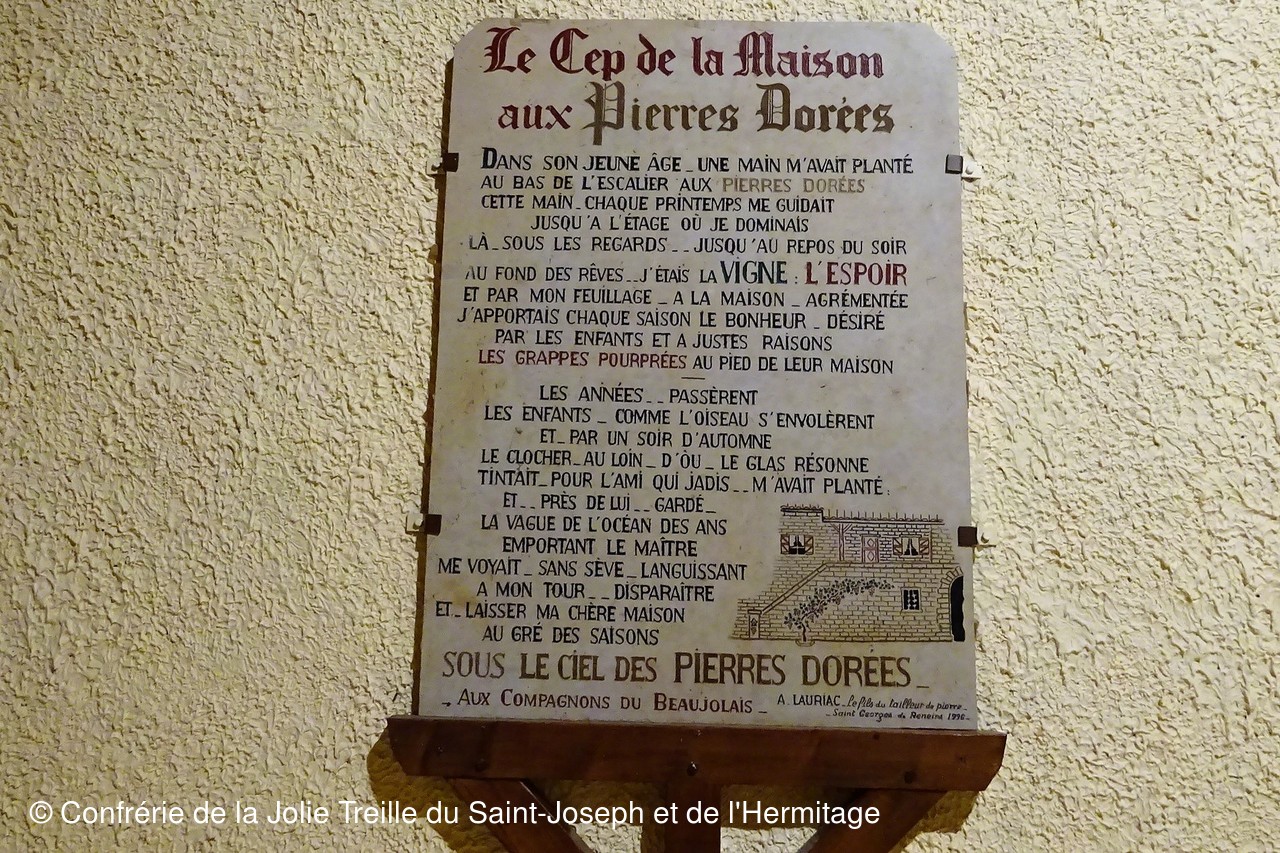 Le Cep de la Maison
aux Pierres Dorées
DANS SON JEUNE ÂGE _ UNE MAIN M'AVAIT PLANTÉ
AU BAS DE L'ESCALIER AUX PIERRES DORÉES
CETTE MAIN _ CHAQUE PRINTEMPS ME GUIDAIT
JUSQU'A L'ÉTAGE OÙ JE DOMINAIS
LÀ _ SOUS LES REGARDS _ _ JUSQU'AU REPOS DU SOIR
AU FOND DES RÊVES _ _ J'ÉTAIS LA VIGNE : L'ESPOIR
ET PAR MON FEUILLAGE _ A LA MAISON _ AGRÉMENTÉE
J'APPORTAIS CHAQUE SAISON LE BONHEUR _ DÉSIRÉ
PAR LES ENFANTS ET A JUSTES RAISONS
LES GRAPPES POURPRÉES AU PIED DE LEUR MAISON
LES ANNÉES _ _ PASSÈRENT
LES ENFANTS _ COMME L'OISEAU S'ENVOLÈRENT
ET _ PAR UN SOIR D'AUTOMNE
LE CLOCHER _ AU LOIN _ D'ÔU _ LE GLAS RÉSONNE
TINTAIT _ POUR L'AMI QUI JADIS _ _ M'AVAIT PLANTÉ :
ET _ _ PRÈS DE LUI _ _ GARDÉ _
LA VAGUE DE L'OCÉAN DES ANS
EMPORTANT LE MAÎTRE
ME VOYAIT _ SANS SÈVE _ LANGUISSANT
A MON TOUR _ _ DISPARAÎTRE
ET _ LAISSER MA CHÈRE MAISON
AU GRÉ DES SAISONS
SOUS LE CIEL DES PIERRES DORÉES _
_ AUX COMPAGNONS DU BEAUJOLAIS _ A. LAURIAC _ le fils du tailleur de pierre _
_ Saint Georges de Reneins 1996 _
© Confrérie de la Jolie Treille du Saint-Joseph et de l'Hermitage